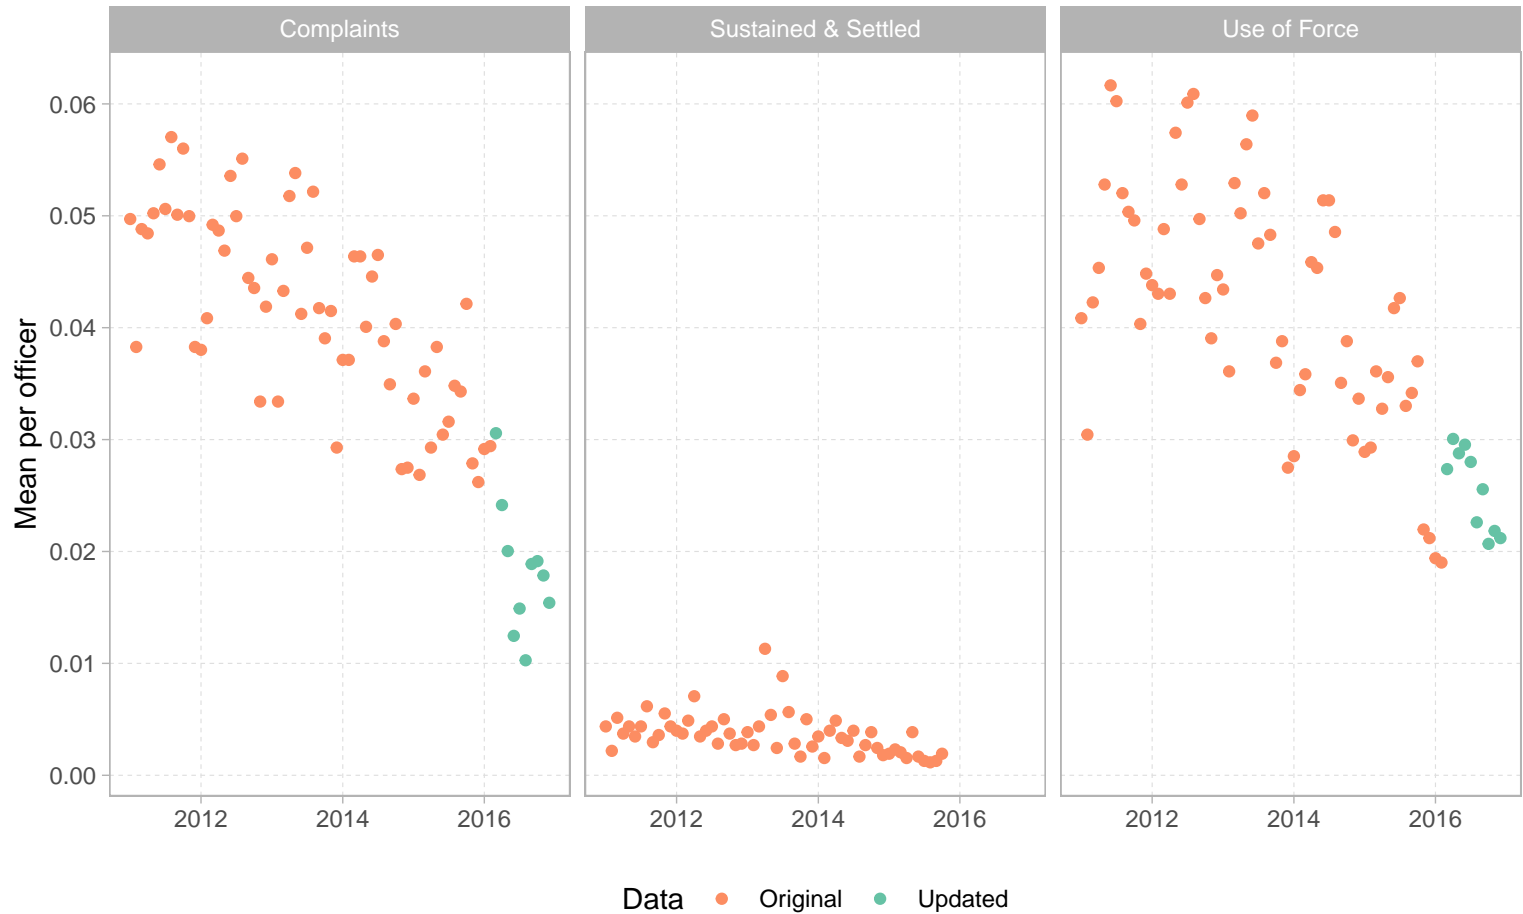 Complaints
Sustained & Settled
Use of Force
Mean per officer
0.06
0.05
0.04
0.03
0.02
0.01
0.00
2012 2014 2016
2012 2014 2016
2012 2014 2016
Data Original Updated